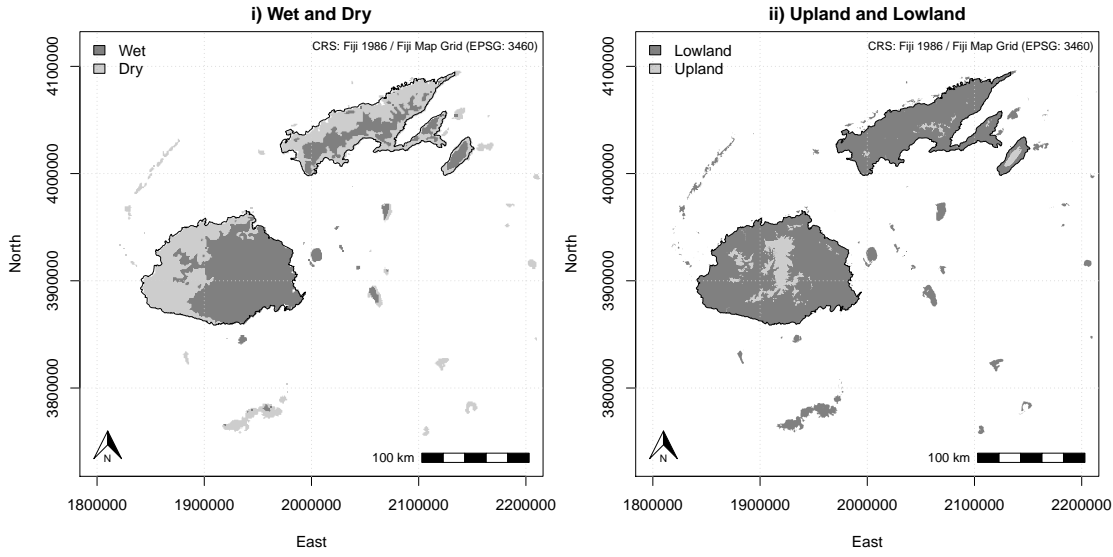 i) Wet and Dry
CRS: Fiji 1986 / Fiji Map Grid (EPSG: 3460)
Wet
Dry
North
4100000
4000000
3900000
3800000
N
100 km
1800000 1900000 2000000 2100000 2200000
East
ii) Upland and Lowland
CRS: Fiji 1986 / Fiji Map Grid (EPSG: 3460)
Lowland
Upland
North
4100000
4000000
3900000
3800000
N
100 km
1800000 1900000 2000000 2100000 2200000
East